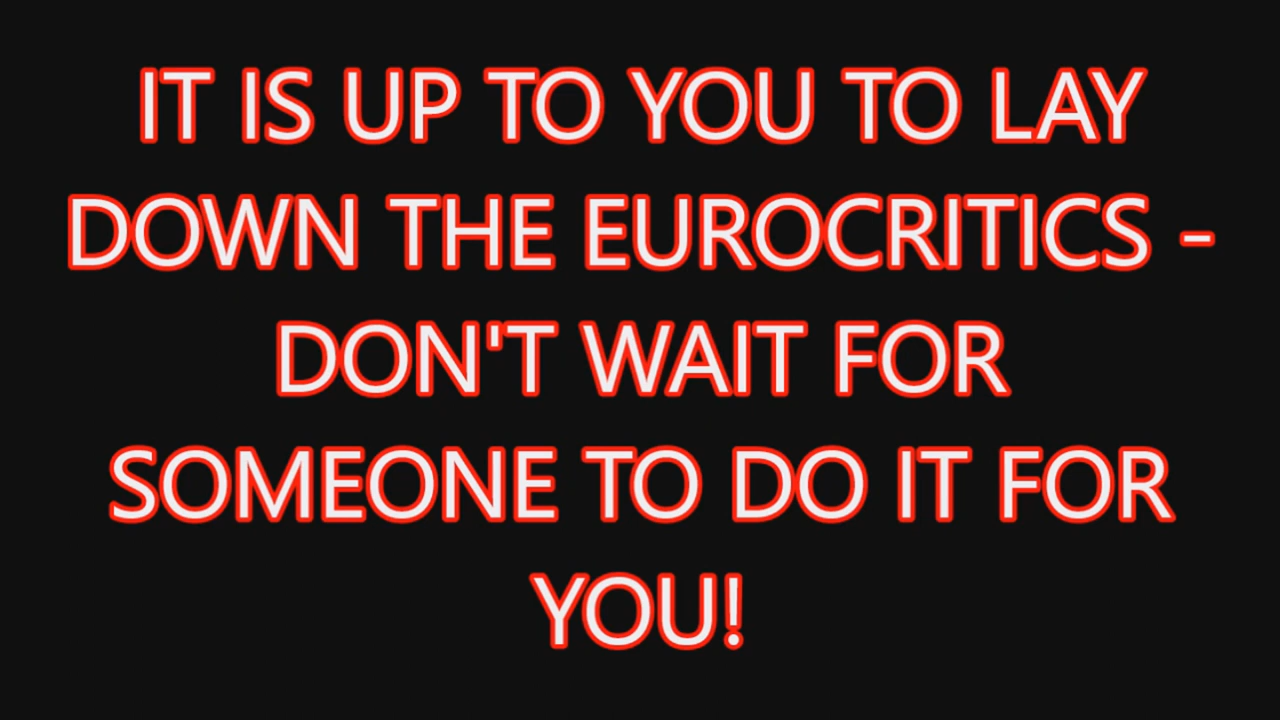 IT IS UP TO YOU TO LAY
DOWN THE EUROCRITICS -
DON'T WAIT FOR
SOMEONE TO DO IT FOR
YOU!